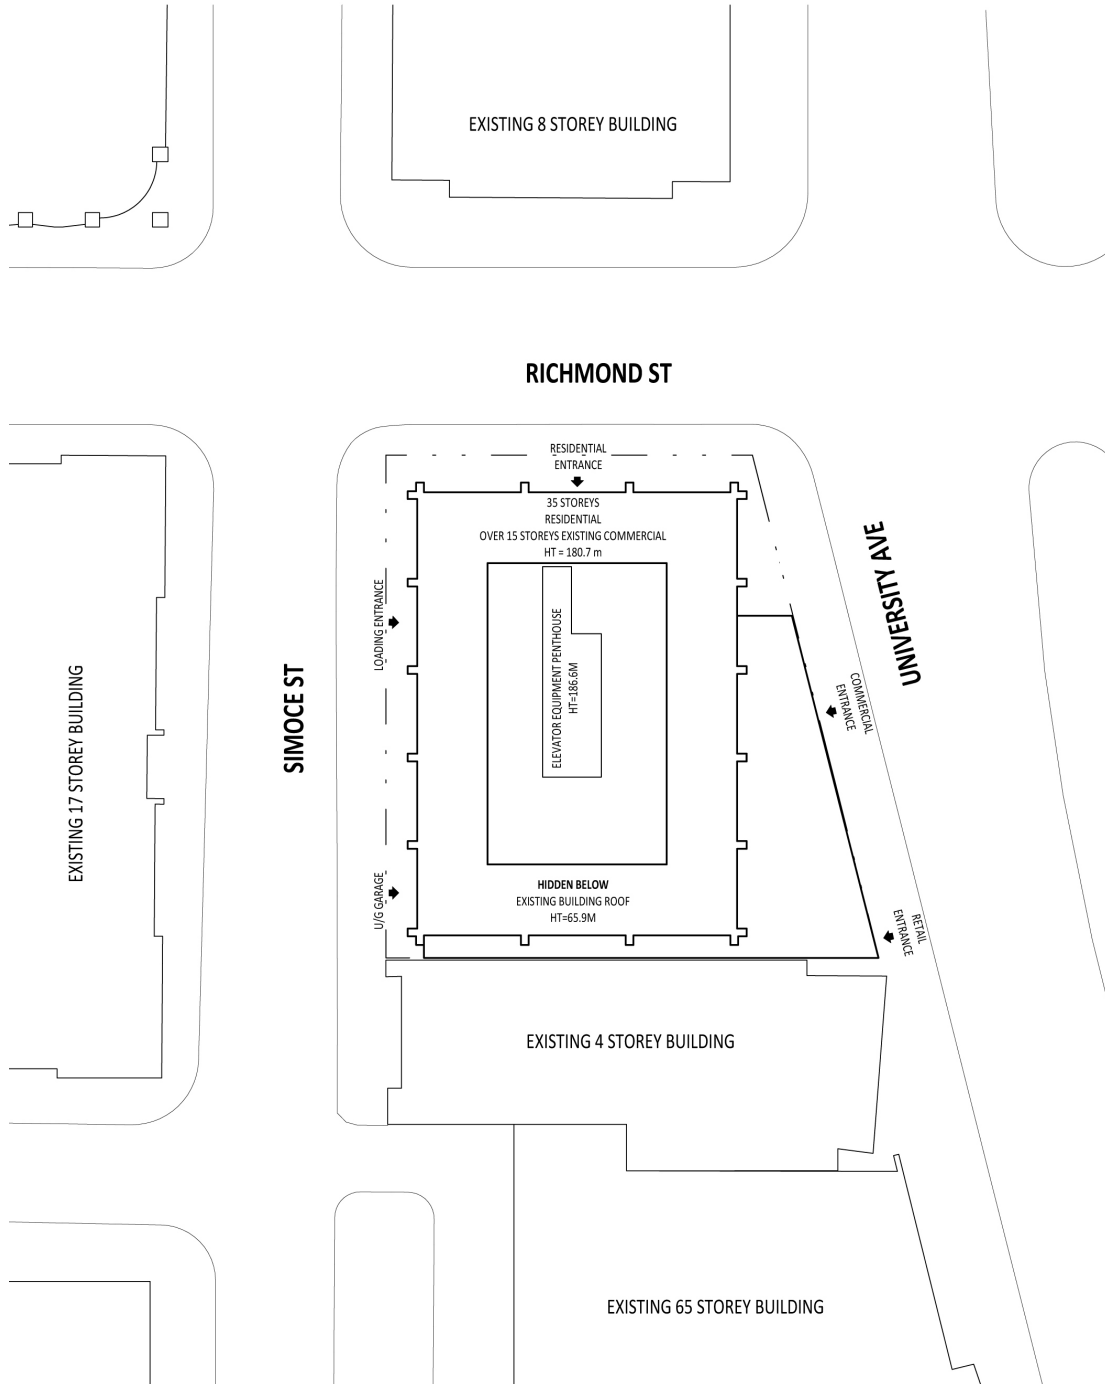 EXISTING 8 STOREY BUILDING
RICHMOND ST
RESIDENTIAL
ENTRANCE
35 STOREYS
RESIDENTIAL
OVER 15 STOREYS EXISTING COMMERCIAL
HT = 180.7 m
UNIVERSITY AVE
LOADING ENTRANCE
ELEVATOR EQUIPMENT PENTHOUSE
HT=186.6M
COMMERCIAL
ENTRANCE
SIMOCE ST
EXISTING 17 STOREY BUILDING
U/G GARAGE
HIDDEN BELOW
EXISTING BUILDING ROOF
HT=65.9M
RETAIL
ENTRANCE
EXISTING 4 STOREY BUILDING
EXISTING 65 STOREY BUILDING